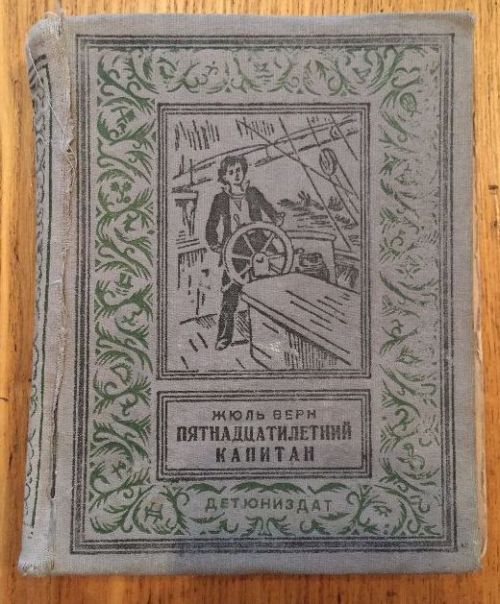 ЖЮЛЬ ВЕРН
ПЯТНАДЦАТИЛЕТНИЙ
КАПИТАН
ДЕТЮНИЗДАТ